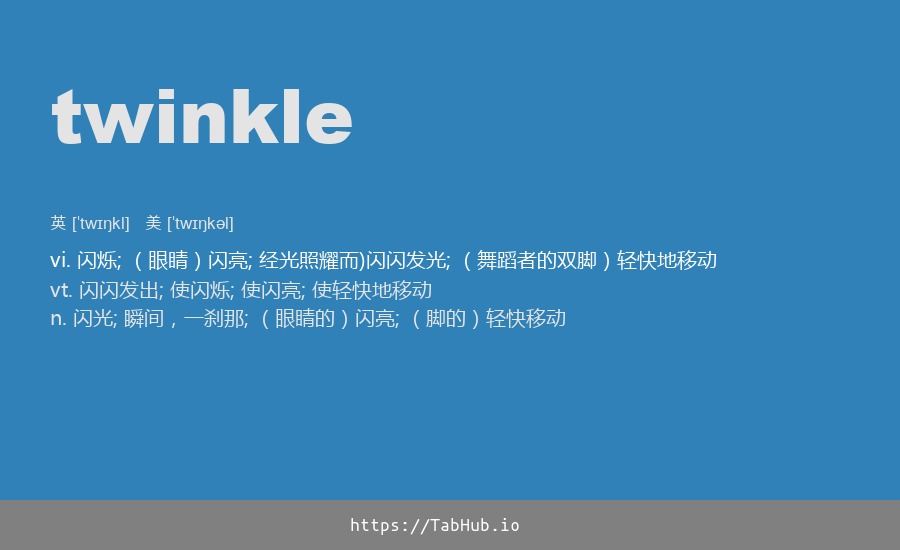 twinkle
英 [ˈtwɪŋkl] 美 [ˈtwɪŋkəl]
vi. 闪烁; （眼睛）闪亮; 经光照耀而)闪闪发光; （舞蹈者的双脚）轻快地移动
vt. 闪闪发出; 使闪烁; 使闪亮; 使轻快地移动
n. 闪光; 瞬间，一刹那; （眼睛的）闪亮; （脚的）轻快移动
https://TabHub.io